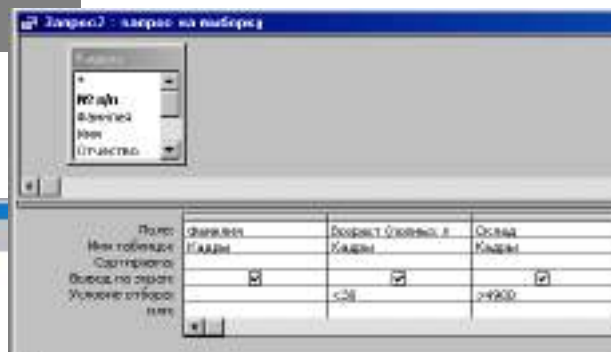 Запрос2 : запрос на выборку
Кадры
*
№ п/п
Фамилия
Имя
Отчество
Поле: Фамилия Возраст (полных л Оклад
Имя таблицы: Кадры Кадры Кадры
Сортировка:
Вывод на экран:
Условие отбора: >4900
или: